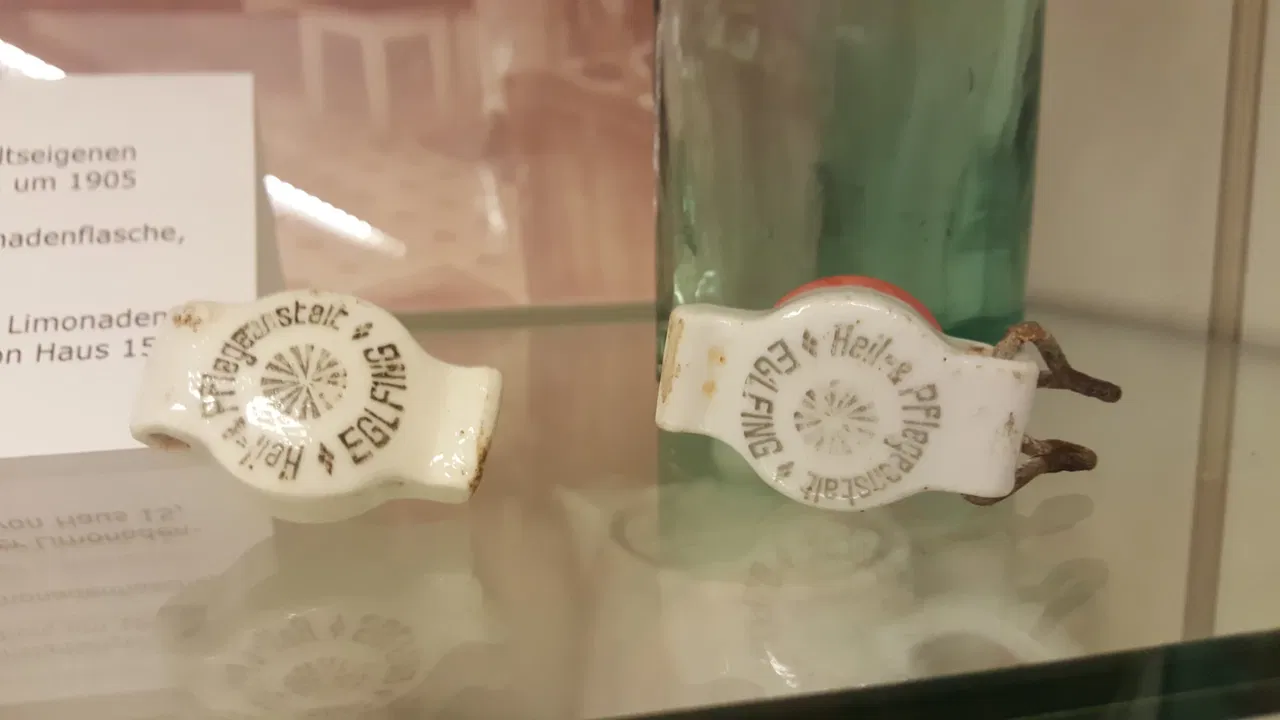 ltseigenen
um 1905
nadenflasche,
Limonaden
on Haus 15
Heil- & Pflegeanstalt
EGLFING
Heil- & Pflegeanstalt
EGLFING